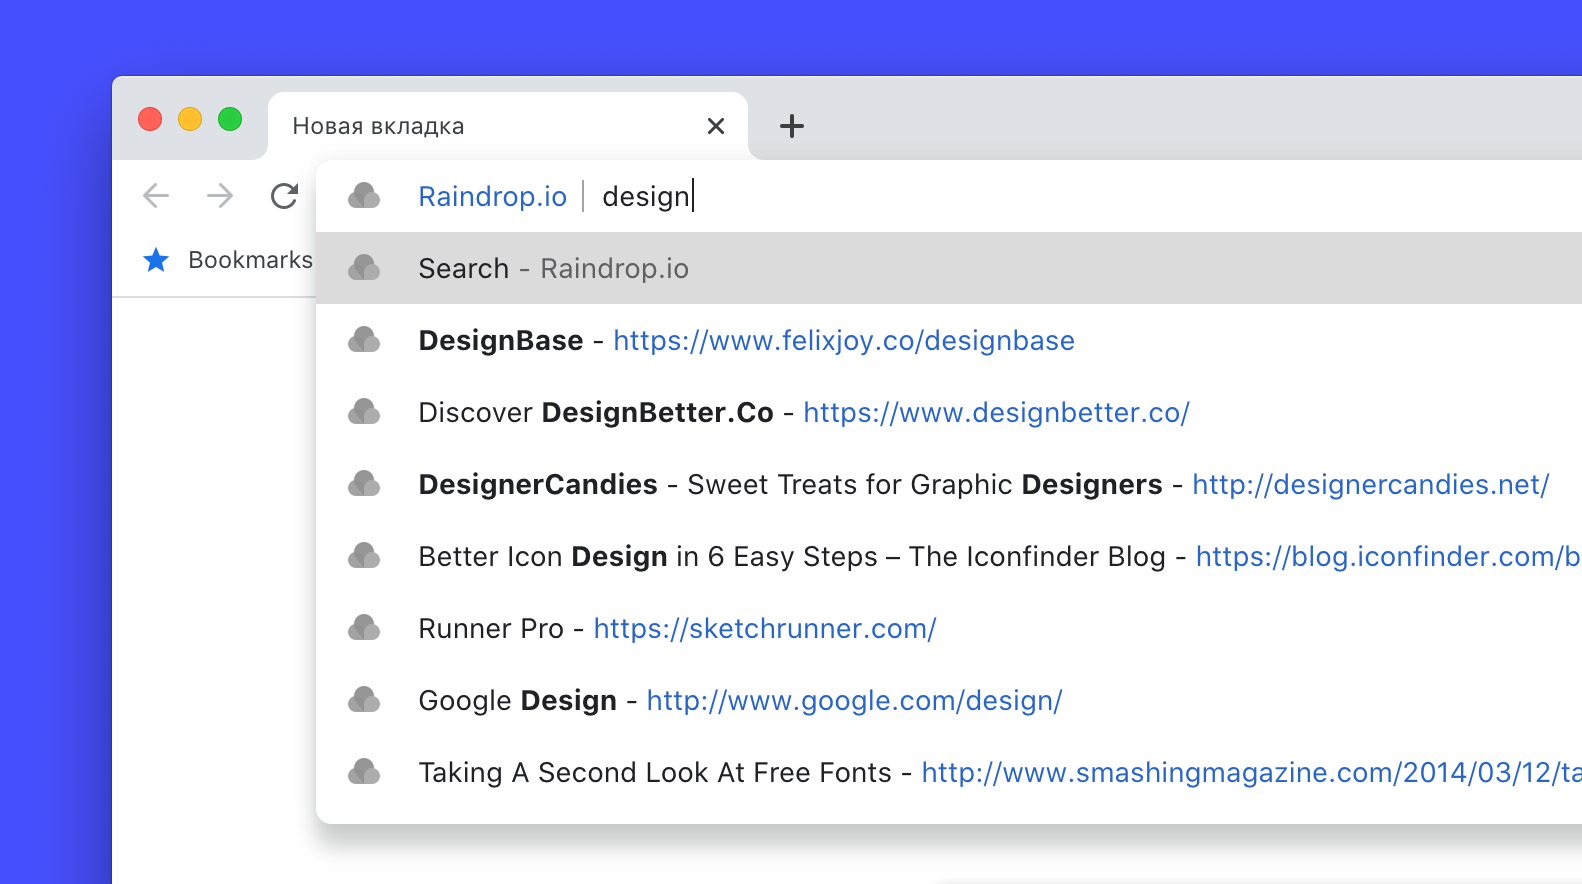 Новая вкладка
Raindrop.io | design
Bookmarks
Search - Raindrop.io
DesignBase - https://www.felixjoy.co/designbase
Discover DesignBetter.Co - https://www.designbetter.co/
DesignerCandies - Sweet Treats for Graphic Designers - http://designercandies.net/
Better Icon Design in 6 Easy Steps – The Iconfinder Blog - https://blog.iconfinder.com/b
Runner Pro - https://sketchrunner.com/
Google Design - http://www.google.com/design/
Taking A Second Look At Free Fonts - http://www.smashingmagazine.com/2014/03/12/ta